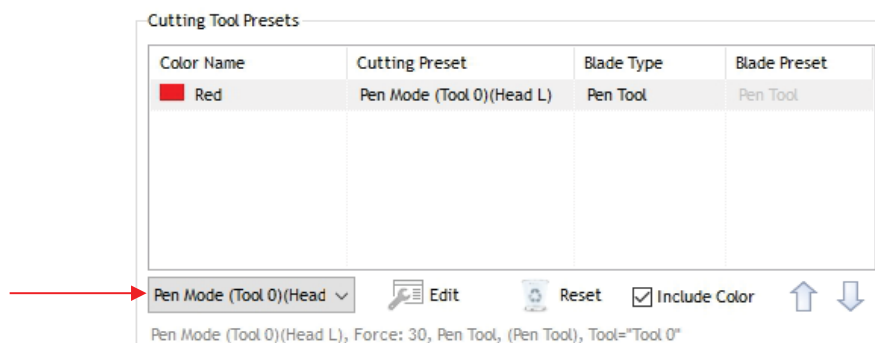 Cutting Tool Presets
Color Name Cutting Preset Blade Type Blade Preset
Red Pen Mode (Tool 0)(Head L) Pen Tool Pen Tool
Pen Mode (Tool 0)(Head Edit Reset Include Color
Pen Mode (Tool 0)(Head L), Force: 30, Pen Tool, (Pen Tool), Tool="Tool 0"